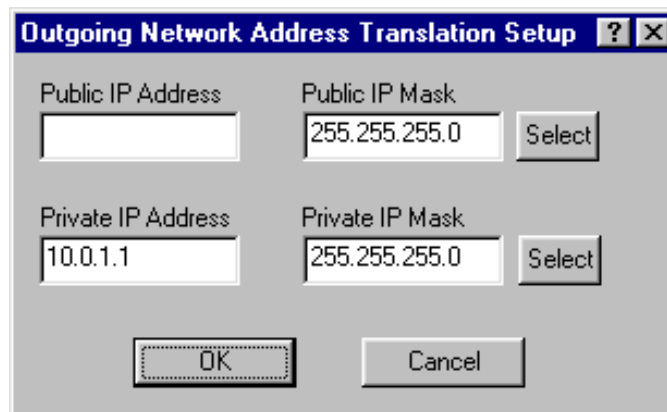 Outgoing Network Address Translation Setup ? X
Public IP Address Public IP Mask
255.255.255.0 Select
Private IP Address Private IP Mask
10.0.1.1 255.255.255.0 Select
OK Cancel